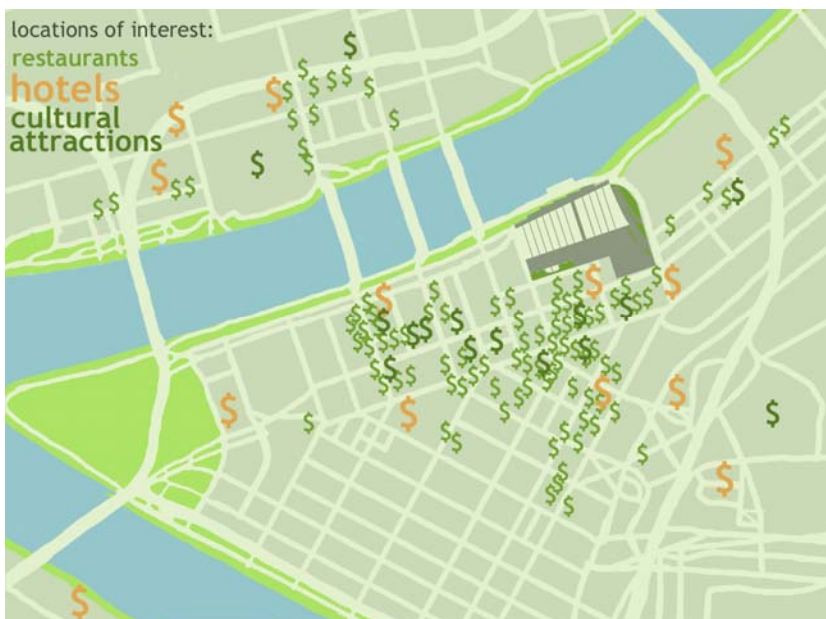 locations of interest:
restaurants
hotels
cultural
attractions